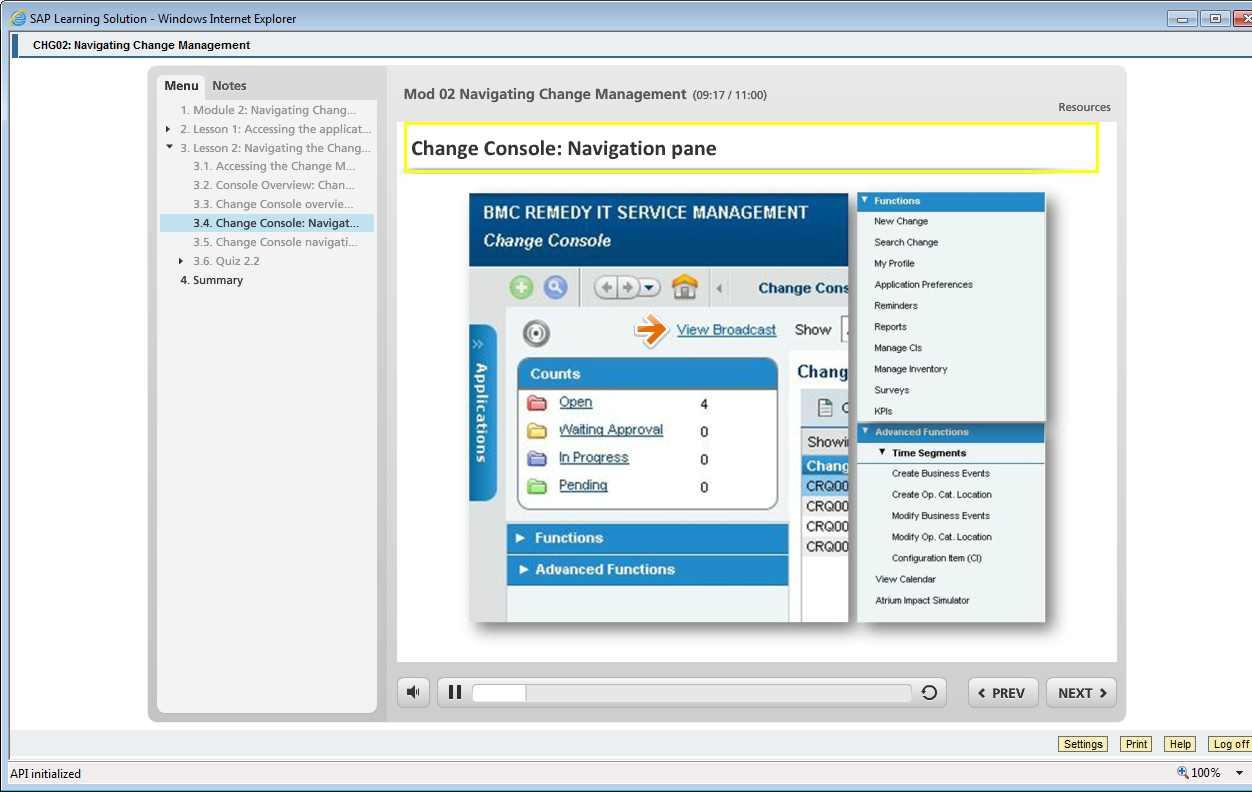 SAP Learning Solution - Windows Internet Explorer
CHG02: Navigating Change Management
Menu Notes
1. Module 2: Navigating Chang...
2. Lesson 1: Accessing the applicat...
3. Lesson 2: Navigating the Chang...
3.1. Accessing the Change M...
3.2. Console Overview: Chan...
3.3. Change Console overvie...
3.4. Change Console: Navigat...
3.5. Change Console navigati...
3.6. Quiz 2.2
4. Summary
Mod 02 Navigating Change Management (09:17 / 11:00)
Resources
Change Console: Navigation pane
BMC REMEDY IT SERVICE MANAGEMENT
Change Console
Change Cons
View Broadcast Show
Applications
Counts
Open 4
Waiting Approval 0
In Progress 0
Pending 0
Functions
Advanced Functions
Chang
Showi
Chang
CRQ00
CRQ00
CRQ00
CRQ00
Functions
New Change
Search Change
My Profile
Application Preferences
Reminders
Reports
Manage CIs
Manage Inventory
Surveys
KPIs
Advanced Functions
Time Segments
Create Business Events
Create Op. Cat. Location
Modify Business Events
Modify Op. Cat. Location
Configuration Item (CI)
View Calendar
Atrium Impact Simulator
PREV NEXT
Settings Print Help Log off
API initialized
100%